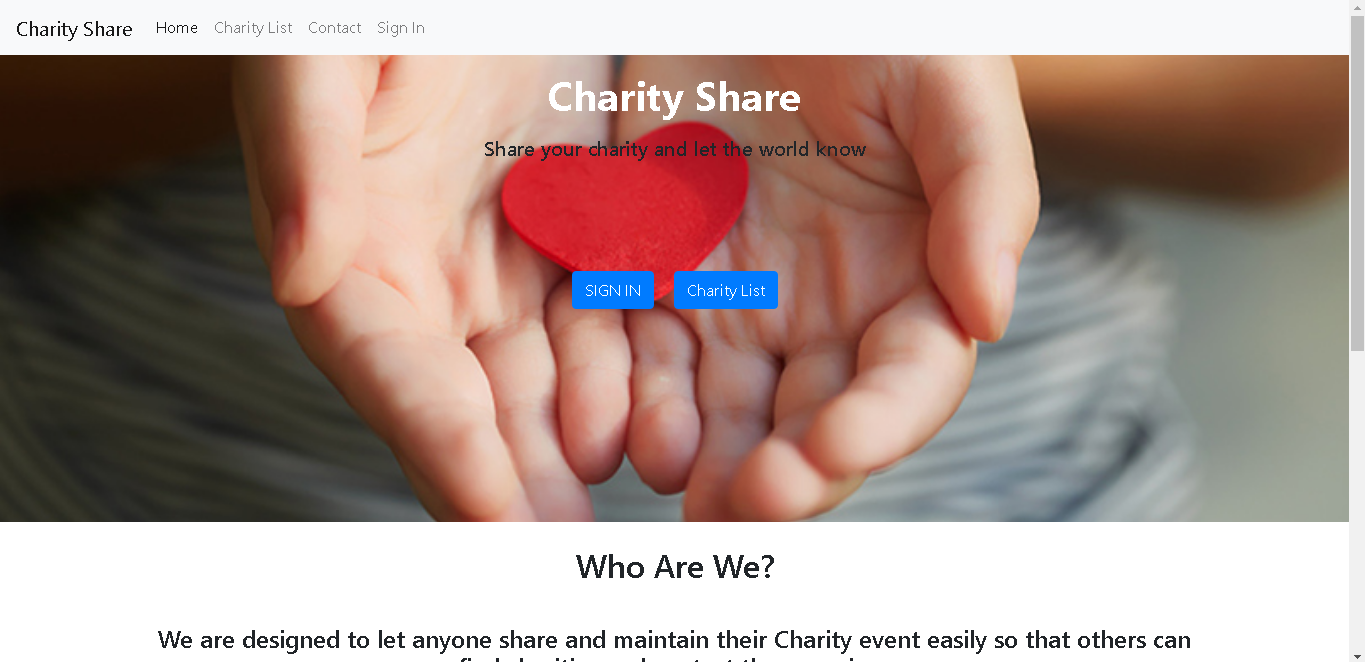 Charity Share Home Charity List Contact Sign In
Charity Share
Share your charity and let the world know
SIGN IN Charity List
Who Are We?
We are designed to let anyone share and maintain their Charity event easily so that others can